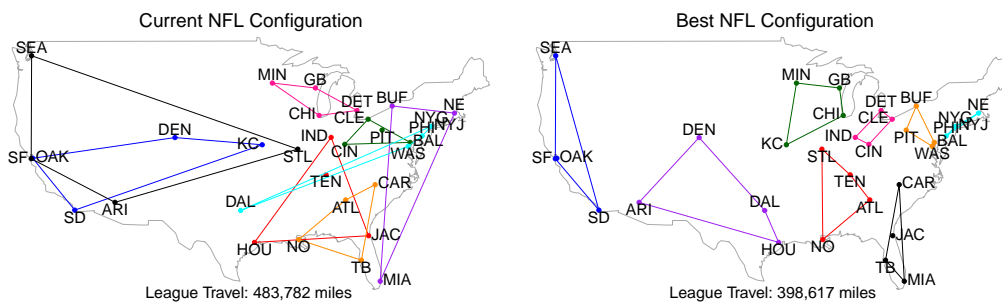 Current NFL Configuration
SEA
MIN
GB
BUF
NE
CHI
DET
CLE
NYG
PHI
NYJ
DEN
IND
PIT
BAL
KC
STL
CIN
WAS
SF
OAK
TEN
CAR
SD
ARI
DAL
ATL
HOU
NO
JAC
TB
MIA
League Travel: 483,782 miles
Best NFL Configuration
SEA
MIN
GB
BUF
NE
CHI
DET
CLE
NYG
PHI
NYJ
DEN
IND
PIT
BAL
KC
STL
CIN
WAS
SF
OAK
TEN
CAR
SD
ARI
DAL
ATL
HOU
NO
JAC
TB
MIA
League Travel: 398,617 miles